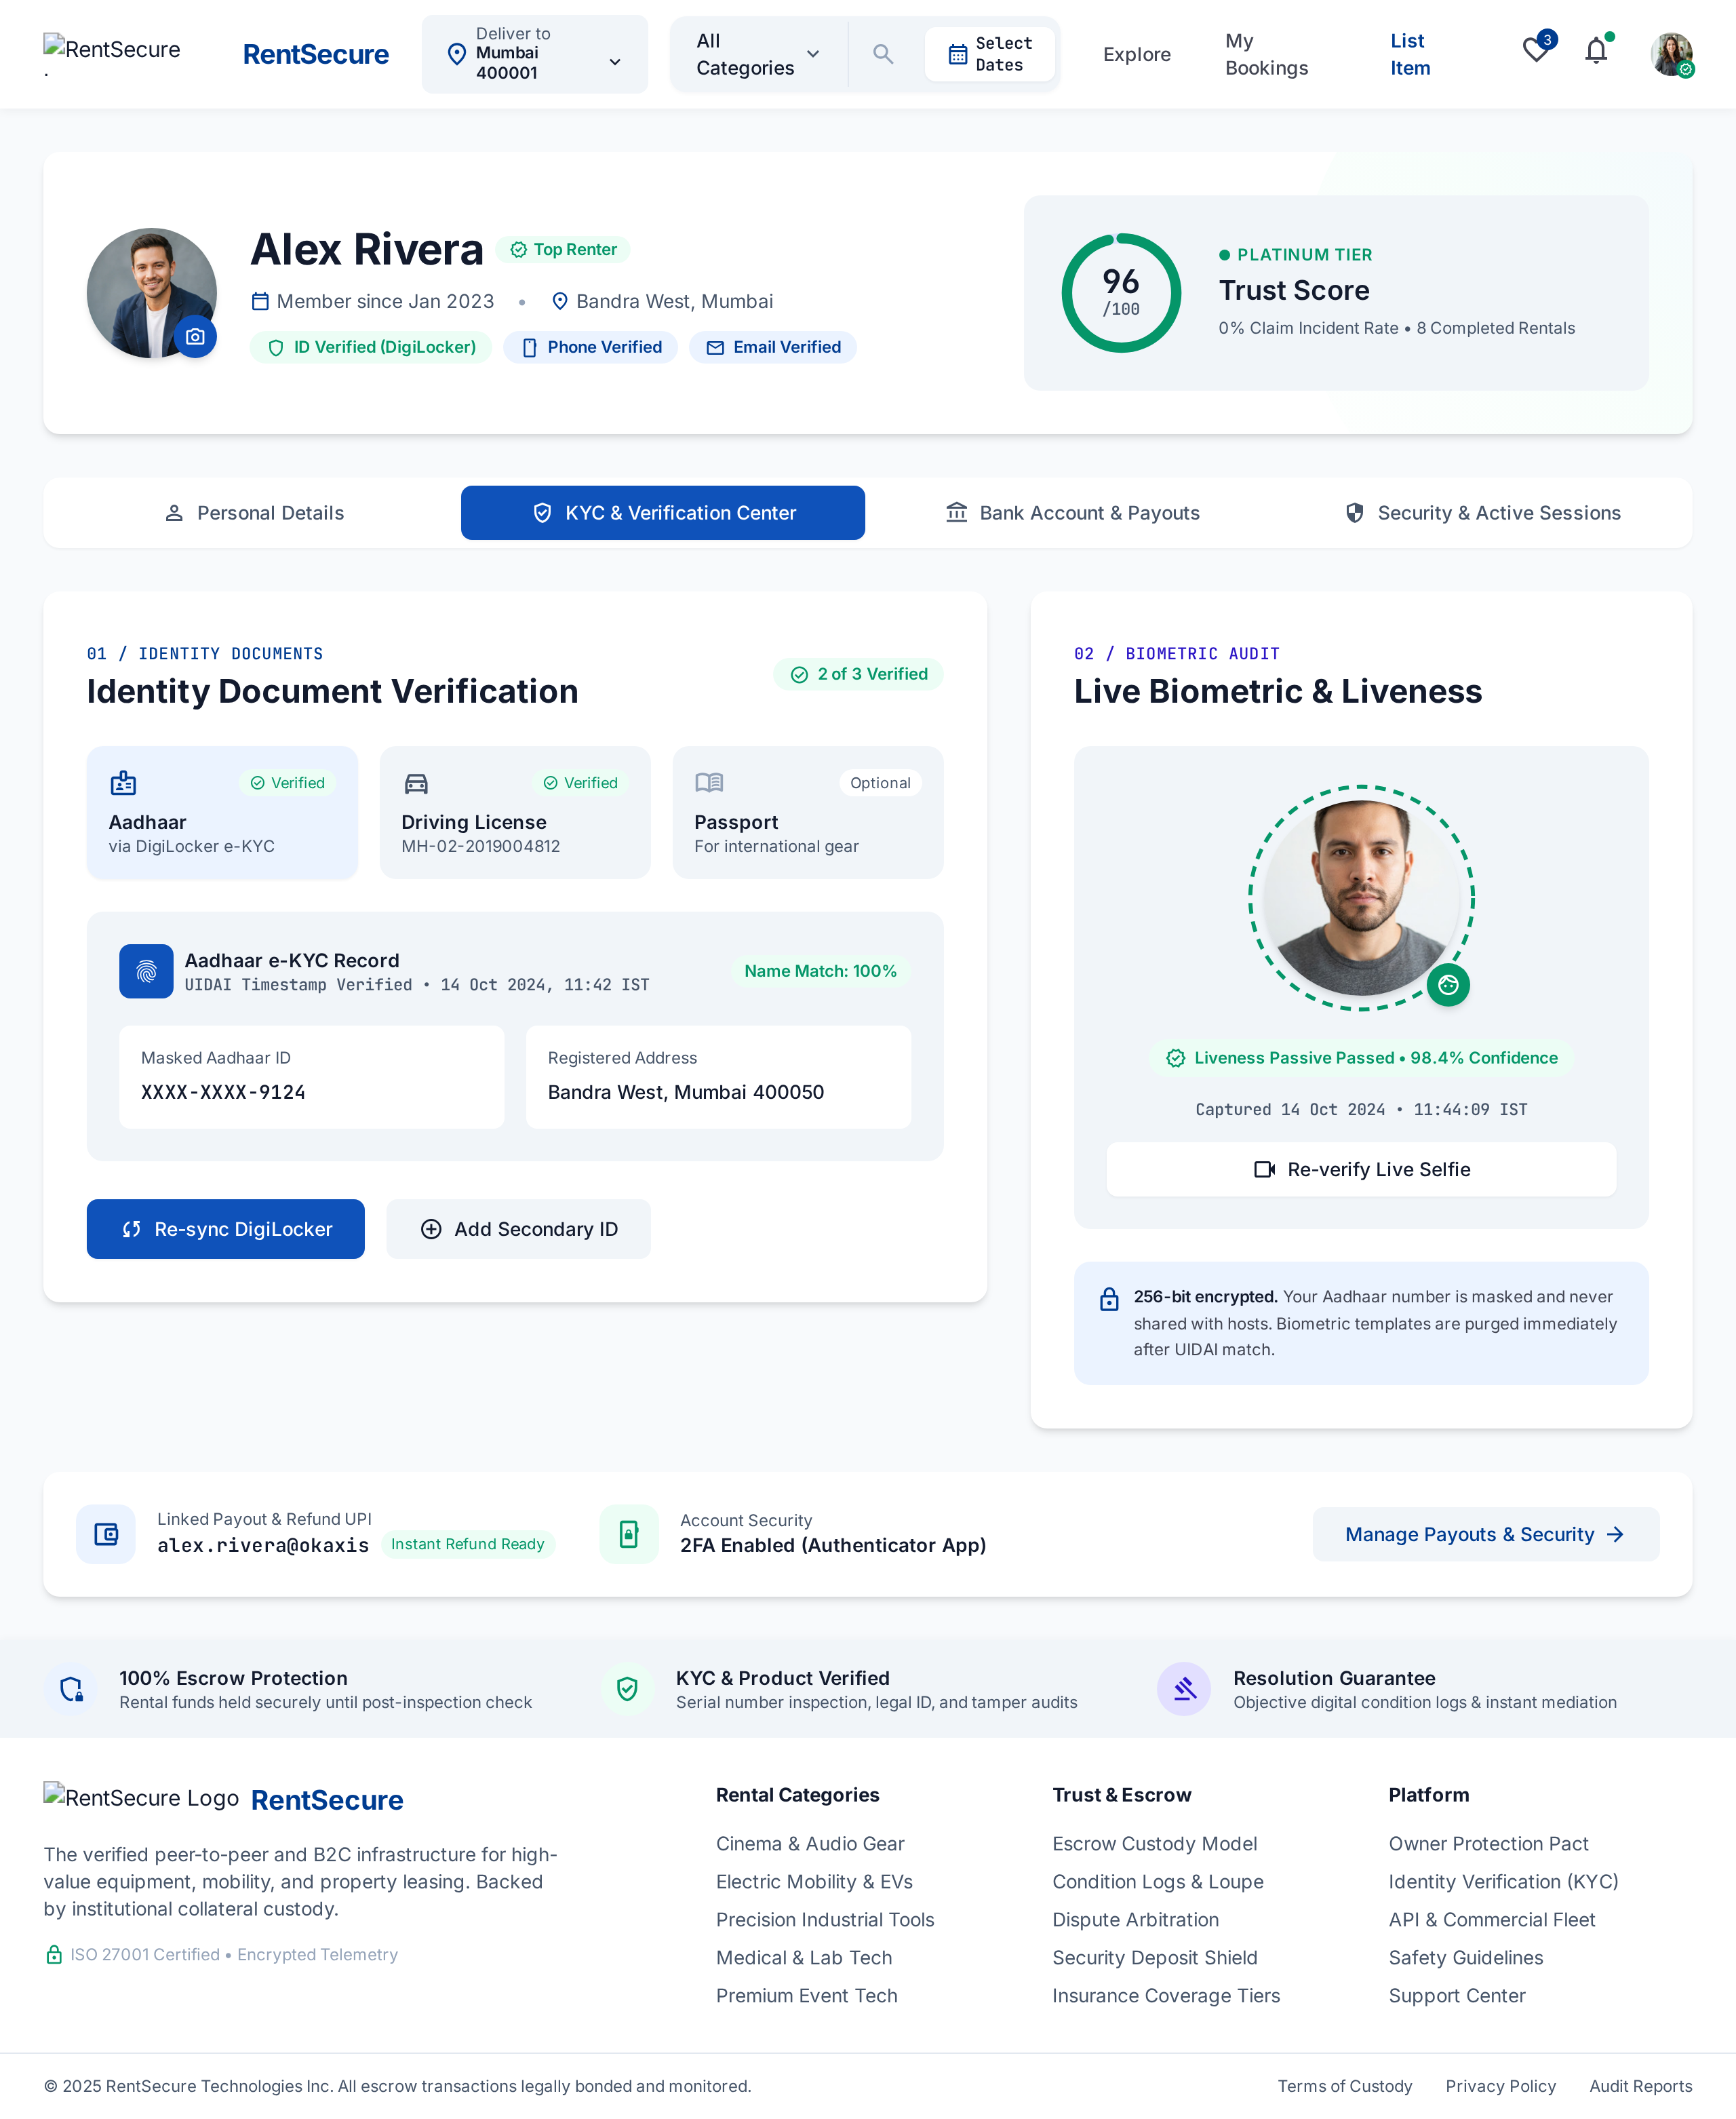 RentSecure
.
RentSecure
Deliver to
Mumbai
400001
All
Categories
Select
Dates
Explore
My
Bookings
List
Item
3
Alex Rivera
Top Renter
Member since Jan 2023 • Bandra West, Mumbai
ID Verified (DigiLocker)
Phone Verified
Email Verified
96
/100
PLATINUM TIER
Trust Score
0% Claim Incident Rate • 8 Completed Rentals
Personal Details
KYC & Verification Center
Bank Account & Payouts
Security & Active Sessions
01 / IDENTITY DOCUMENTS
Identity Document Verification
2 of 3 Verified
Verified
Aadhaar
via DigiLocker e-KYC
Verified
Driving License
MH-02-2019004812
Optional
Passport
For international gear
Aadhaar e-KYC Record
UIDAI Timestamp Verified • 14 Oct 2024, 11:42 IST
Name Match: 100%
Masked Aadhaar ID
XXXX-XXXX-9124
Registered Address
Bandra West, Mumbai 400050
Re-sync DigiLocker
Add Secondary ID
02 / BIOMETRIC AUDIT
Live Biometric & Liveness
Liveness Passive Passed • 98.4% Confidence
Captured 14 Oct 2024 • 11:44:09 IST
Re-verify Live Selfie
256-bit encrypted. Your Aadhaar number is masked and never
shared with hosts. Biometric templates are purged immediately
after UIDAI match.
Linked Payout & Refund UPI
alex.rivera@okaxis
Instant Refund Ready
Account Security
2FA Enabled (Authenticator App)
Manage Payouts & Security
100% Escrow Protection
Rental funds held securely until post-inspection check
KYC & Product Verified
Serial number inspection, legal ID, and tamper audits
Resolution Guarantee
Objective digital condition logs & instant mediation
RentSecure Logo
RentSecure
The verified peer-to-peer and B2C infrastructure for high-
value equipment, mobility, and property leasing. Backed
by institutional collateral custody.
ISO 27001 Certified • Encrypted Telemetry
Rental Categories
Cinema & Audio Gear
Electric Mobility & EVs
Precision Industrial Tools
Medical & Lab Tech
Premium Event Tech
Trust & Escrow
Escrow Custody Model
Condition Logs & Loupe
Dispute Arbitration
Security Deposit Shield
Insurance Coverage Tiers
Platform
Owner Protection Pact
Identity Verification (KYC)
API & Commercial Fleet
Safety Guidelines
Support Center
© 2025 RentSecure Technologies Inc. All escrow transactions legally bonded and monitored.
Terms of Custody
Privacy Policy
Audit Reports